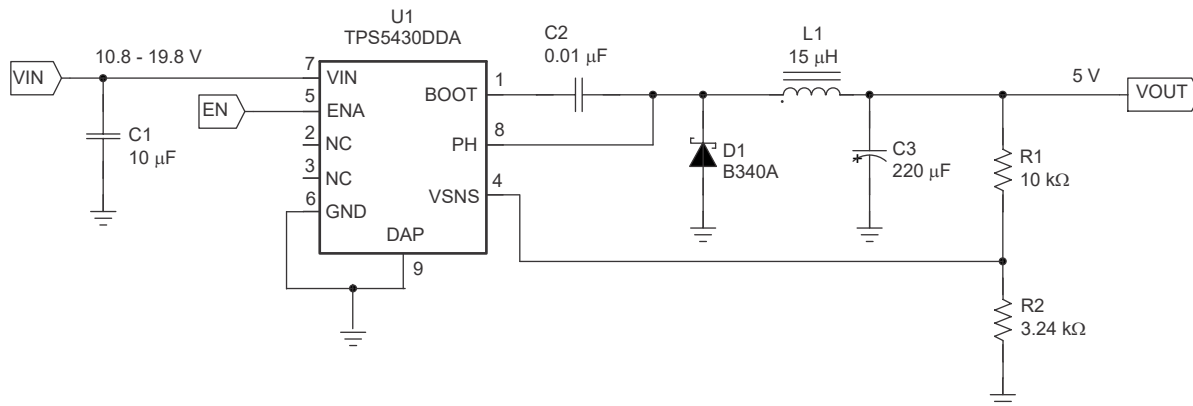 U1
TPS5430DDA
VIN
10.8 - 19.8 V
7
VIN
EN
5
ENA
2
NC
3
NC
6
GND
DAP
9
BOOT
1
PH
8
VSNS
4
C1
10 μF
C2
0.01 μF
L1
15 μH
D1
B340A
C3
220 μF
5 V
VOUT
R1
10 kΩ
R2
3.24 kΩ